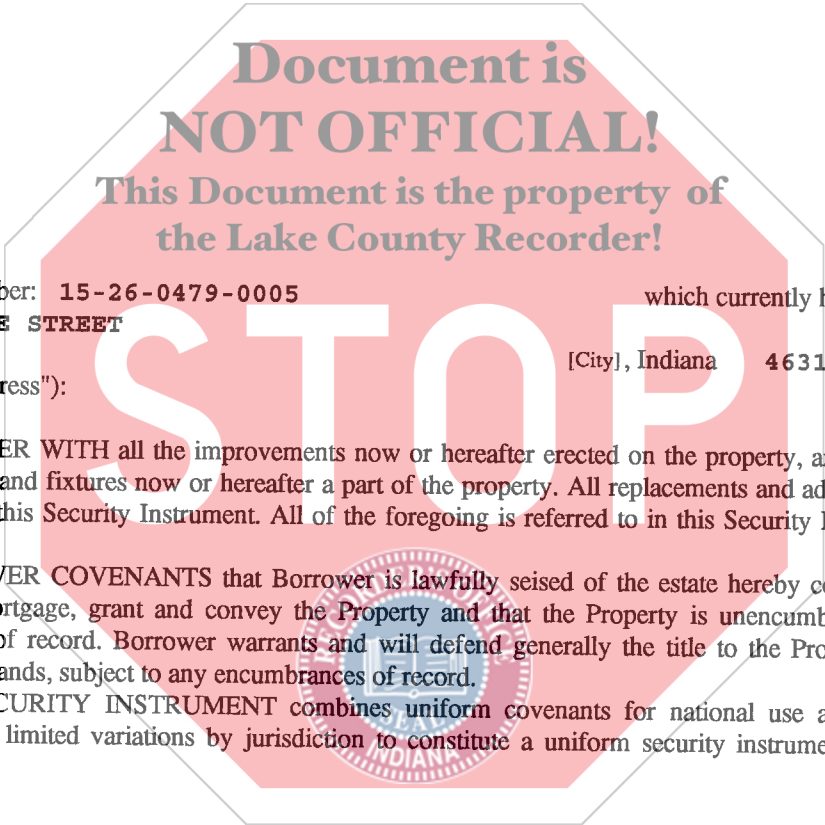 Document is
NOT OFFICIAL!
This Document is the property of
the Lake County Recorder!
ber: 15-26-0479-0005 which currently h
E STREET
[City], Indiana 4631
ress"):
STOP
ER WITH all the improvements now or hereafter erected on the property, a
and fixtures now or hereafter a part of the property. All replacements and ad
this Security Instrument. All of the foregoing is referred to in this Security I
VER COVENANTS that Borrower is lawfully seised of the estate hereby co
ortgage, grant and convey the Property and that the Property is unencumb
of record. Borrower warrants and will defend generally the title to the Pro
ands, subject to any encumbrances of record.
CURITY INSTRUMENT combines uniform covenants for national use a
limited variations by jurisdiction to constitute a uniform security instrume
SEAL
INDIANA